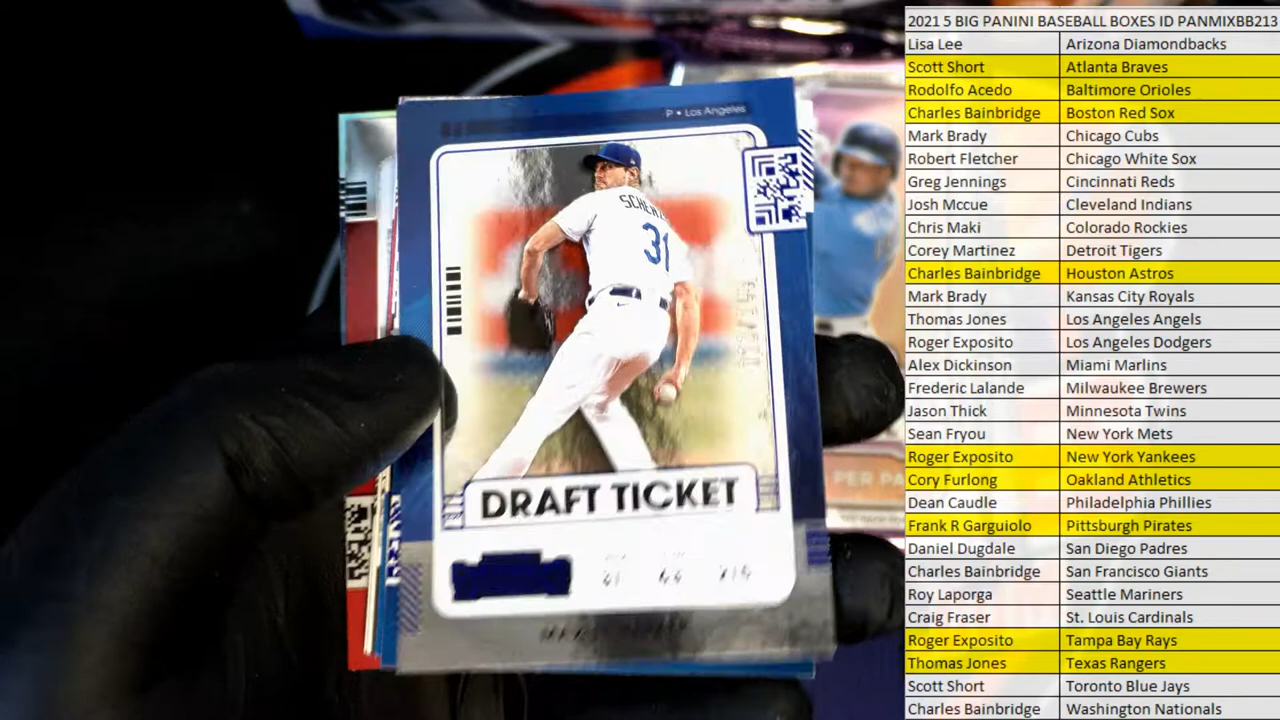 P • Los Angeles
31
DRAFT TICKET
2021 5 BIG PANINI BASEBALL BOXES ID PANMIXBB213
Lisa Lee Arizona Diamondbacks
Scott Short Atlanta Braves
Rodolfo Acedo Baltimore Orioles
Charles Bainbridge Boston Red Sox
Mark Brady Chicago Cubs
Robert Fletcher Chicago White Sox
Greg Jennings Cincinnati Reds
Josh Mccue Cleveland Indians
Chris Maki Colorado Rockies
Corey Martinez Detroit Tigers
Charles Bainbridge Houston Astros
Mark Brady Kansas City Royals
Thomas Jones Los Angeles Angels
Roger Exposito Los Angeles Dodgers
Alex Dickinson Miami Marlins
Frederic Lalande Milwaukee Brewers
Jason Thick Minnesota Twins
Sean Fryou New York Mets
Roger Exposito New York Yankees
Cory Furlong Oakland Athletics
Dean Caudle Philadelphia Phillies
Frank R Garguiolo Pittsburgh Pirates
Daniel Dugdale San Diego Padres
Charles Bainbridge San Francisco Giants
Roy Laporga Seattle Mariners
Craig Fraser St. Louis Cardinals
Roger Exposito Tampa Bay Rays
Thomas Jones Texas Rangers
Scott Short Toronto Blue Jays
Charles Bainbridge Washington Nationals